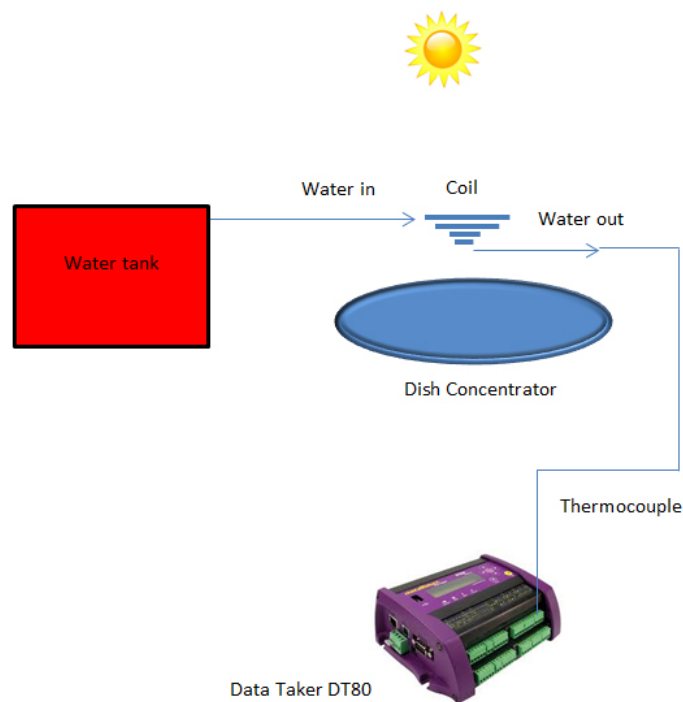 Water in
Coil
Water out
Water tank
Dish Concentrator
Thermocouple
Data Taker DT80